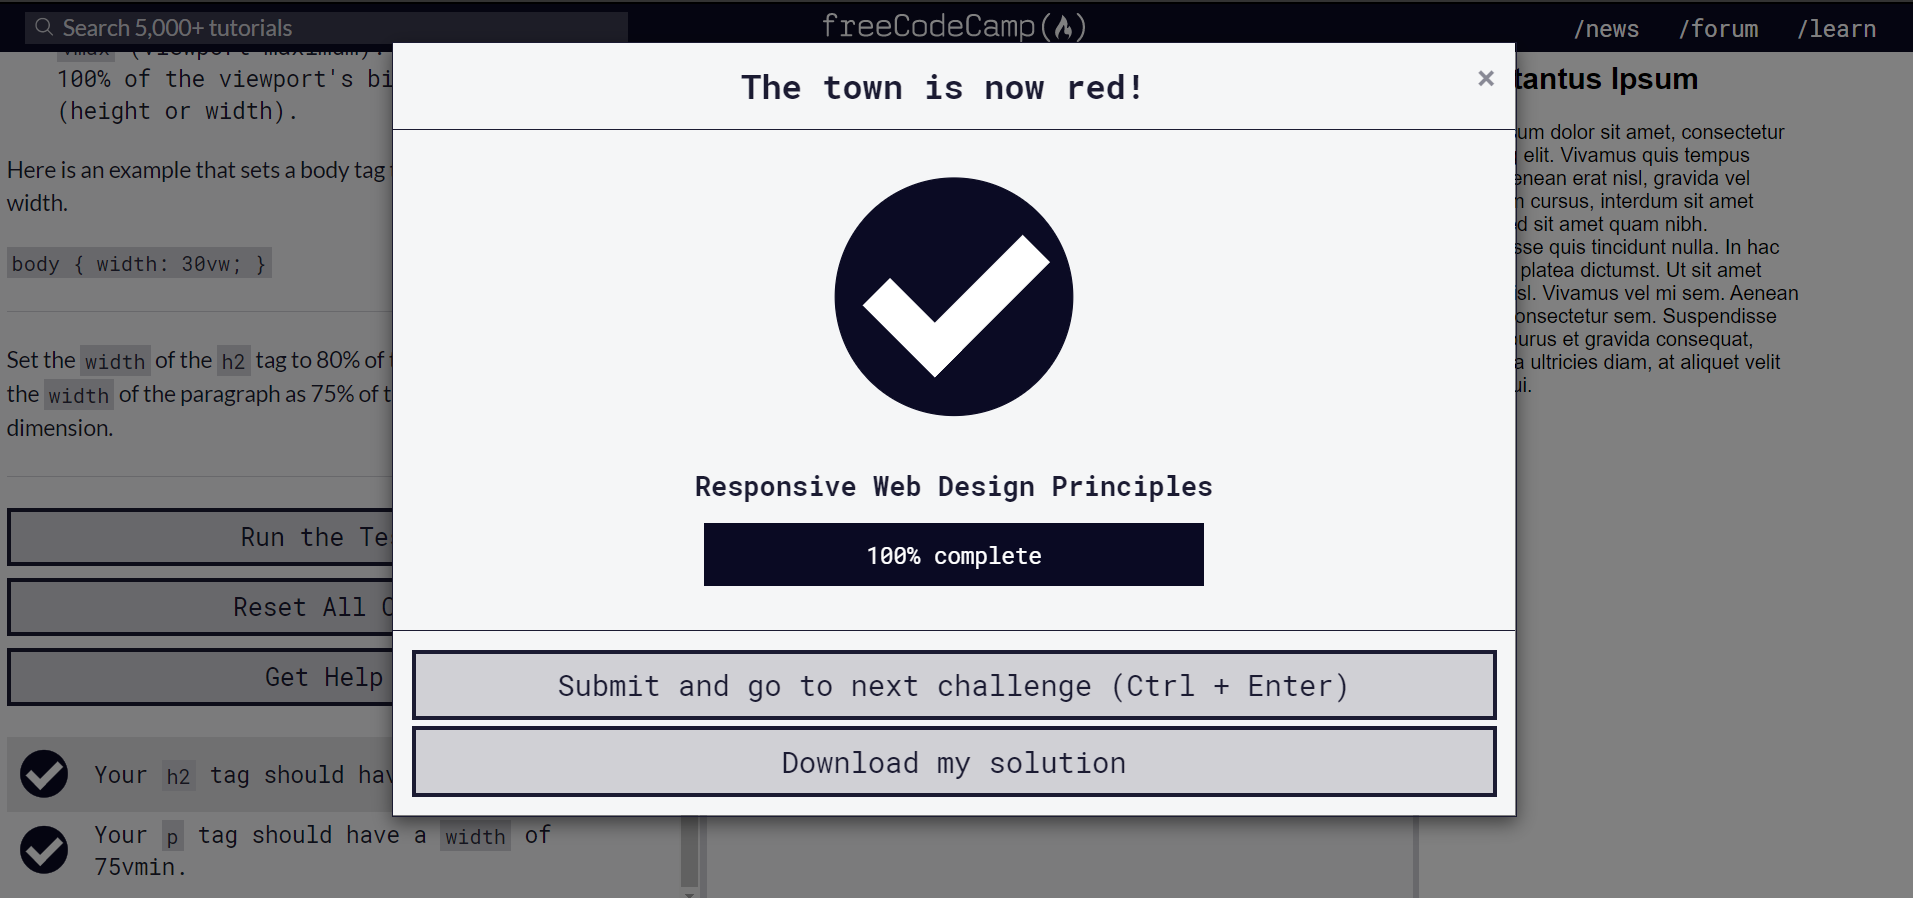 Search 5,000+ tutorials
freeCodeCamp
/news /forum /learn
vmax (viewport maximum):
100% of the viewport's bi
(height or width).
Here is an example that sets a body tag
width.
body { width: 30vw; }
Set the width of the h2 tag to 80% of
the width of the paragraph as 75% of
dimension.
Run the Te
Reset All
Get Help
Your h2 tag should hav
Your p tag should have a width of
75vmin.
The town is now red!
×
Responsive Web Design Principles
100% complete
Submit and go to next challenge (Ctrl + Enter)
Download my solution
tantus Ipsum
um dolor sit amet, consectetur
elit. Vivamus quis tempus
enean erat nisl, gravida vel
n cursus, interdum sit amet
ed sit amet quam nibh.
sse quis tincidunt nulla. In hac
platea dictumst. Ut sit amet
isl. Vivamus vel mi sem. Aenean
onsectetur sem. Suspendisse
ourus et gravida consequat,
a ultricies diam, at aliquet velit
ui.